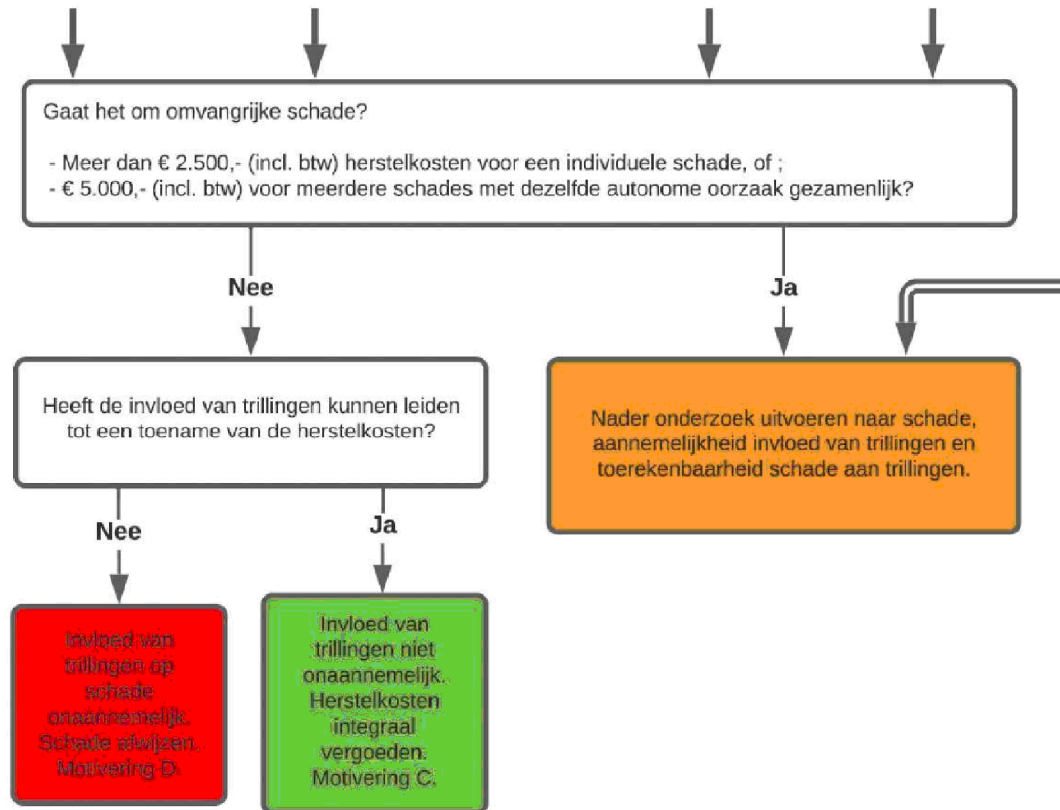 Gaat het om omvangrijke schade?
- Meer dan € 2.500,- (incl. btw) herstelkosten voor een individuele schade, of ;
- € 5.000,- (incl. btw) voor meerdere schades met dezelfde autonome oorzaak gezamenlijk?
Nee
Ja
Heeft de invloed van trillingen kunnen leiden
tot een toename van de herstelkosten?
Nader onderzoek uitvoeren naar schade,
aannemelijkheid invloed van trillingen en
toerekenbaarheid schade aan trillingen.
Nee
Ja
Invloed van
trillingen op
schade
onaannemelijk.
Schade afwijzen.
Motivering D.
Invloed van
trillingen niet
onaannemelijk.
Herstelkosten
integraal
vergoeden.
Motivering C.